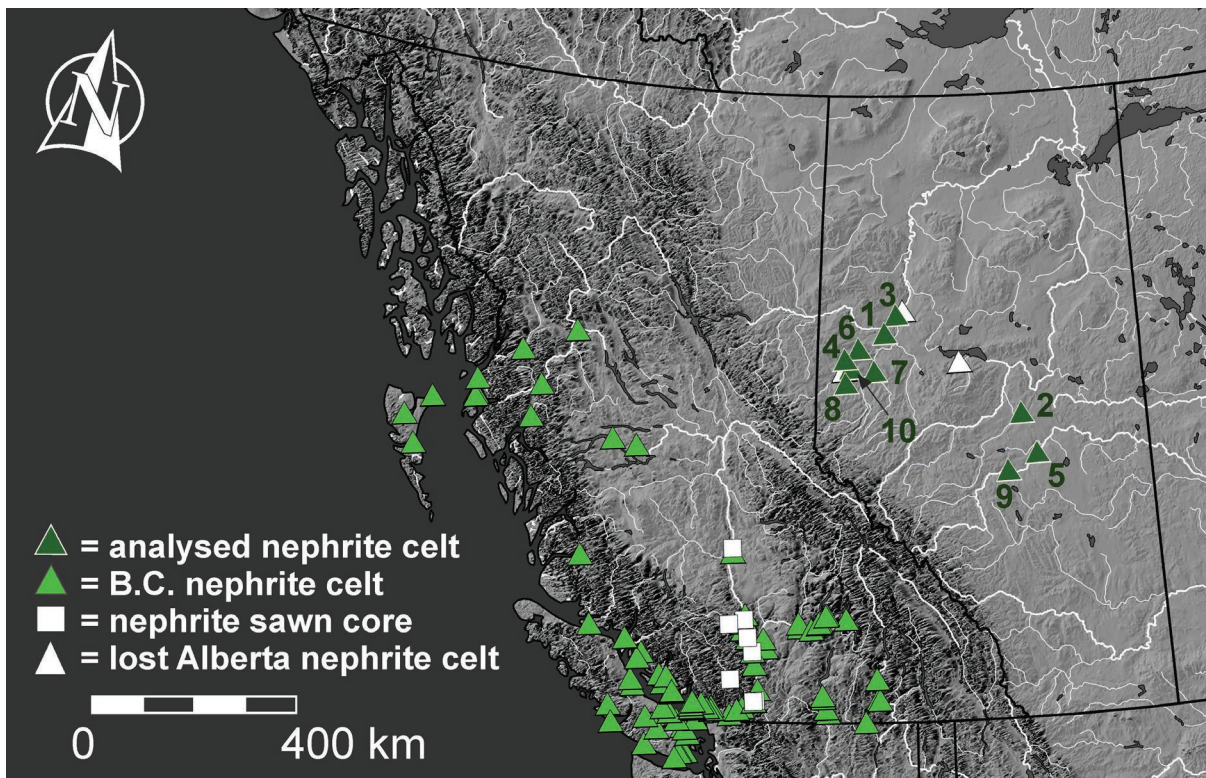 N
3
1
6
4
7
8
10
2
5
9
= analysed nephrite celt
= B.C. nephrite celt
= nephrite sawn core
= lost Alberta nephrite celt
0 400 km